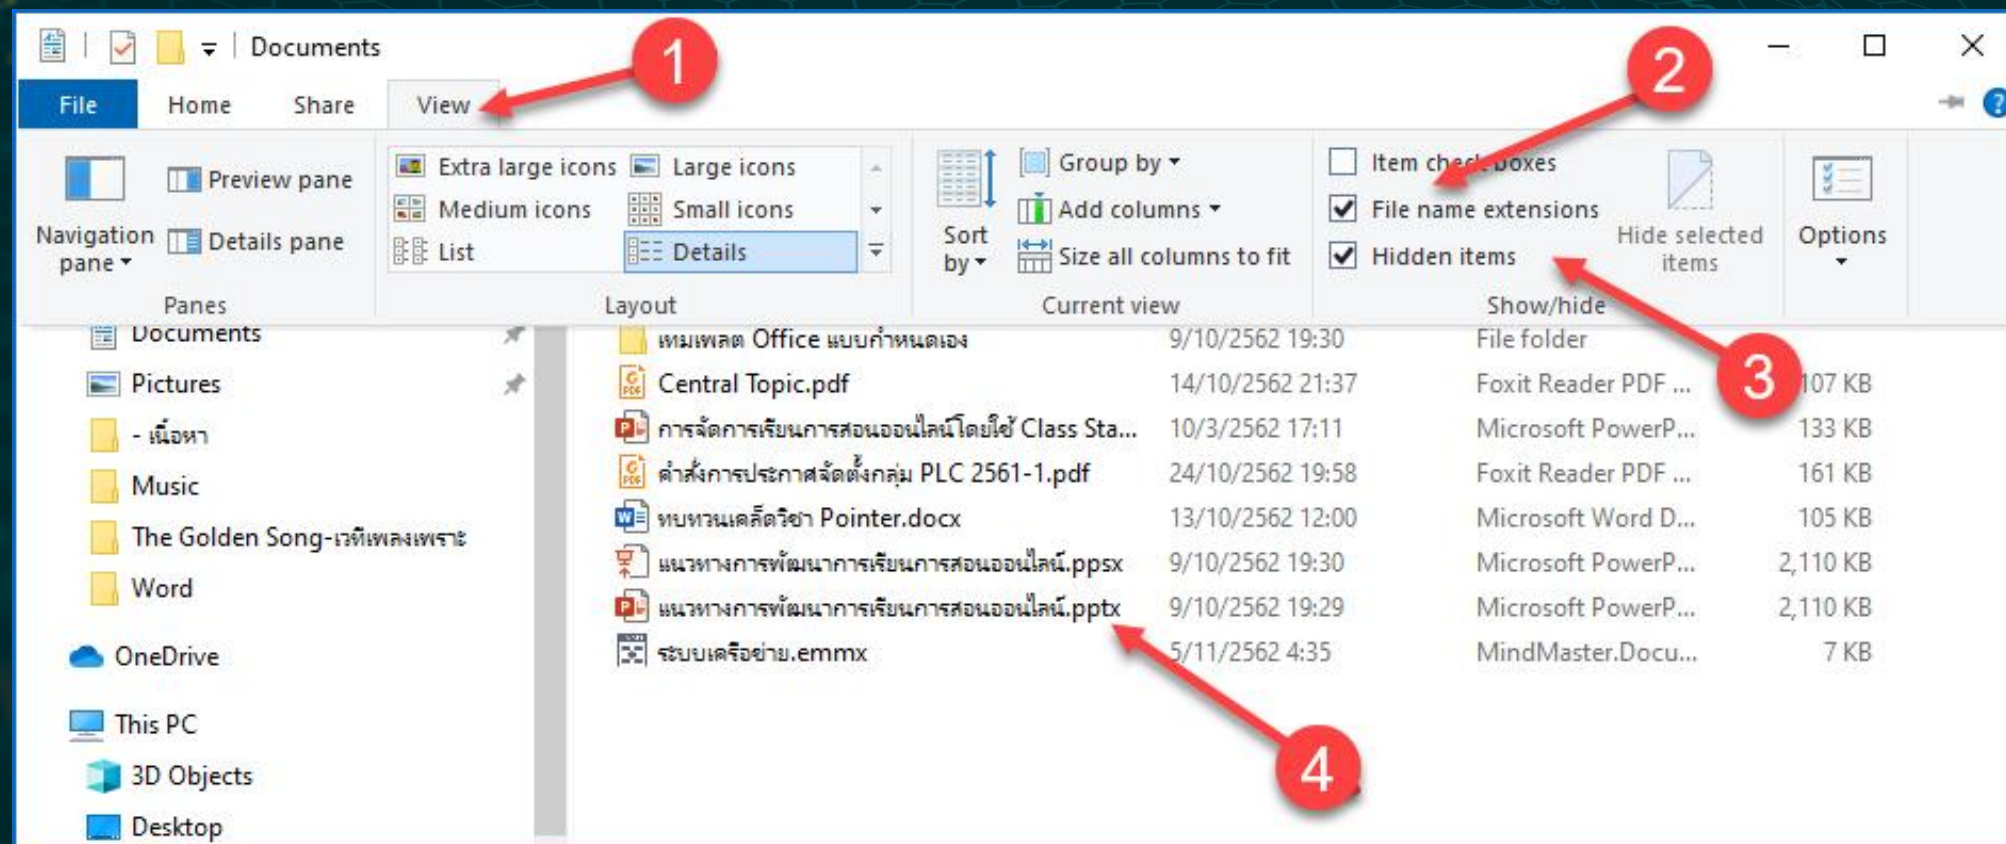 Documents
1
2
File Home Share View
Navigation pane
Preview pane
Details pane
Panes
Extra large icons Large icons
Medium icons Small icons
List Details
Layout
Sort by
Group by
Add columns
Size all columns to fit
Current view
Item check boxes
File name extensions
Hidden items
Hide selected items
Show/hide
Options
3
Documents
Pictures
- เนื้อหา
Music
The Golden Song-เวทีเพลงเพราะ
Word
OneDrive
This PC
3D Objects
Desktop
เทมเพลต Office แบบกำหนดเอง 9/10/2562 19:30 File folder
Central Topic.pdf 14/10/2562 21:37 Foxit Reader PDF ... 107 KB
การจัดการเรียนการสอนออนไลน์โดยใช้ Class Sta... 10/3/2562 17:11 Microsoft PowerP... 133 KB
คำสั่งการประกาศจัดตั้งกลุ่ม PLC 2561-1.pdf 24/10/2562 19:58 Foxit Reader PDF ... 161 KB
ทบทวนเคล็ดวิชา Pointer.docx 13/10/2562 12:00 Microsoft Word D... 105 KB
แนวทางการพัฒนาการเรียนการสอนออนไลน์.ppsx 9/10/2562 19:30 Microsoft PowerP... 2,110 KB
แนวทางการพัฒนาการเรียนการสอนออนไลน์.pptx 9/10/2562 19:29 Microsoft PowerP... 2,110 KB
ระบบเครือข่าย.emmx 5/11/2562 4:35 MindMaster.Docu... 7 KB
4